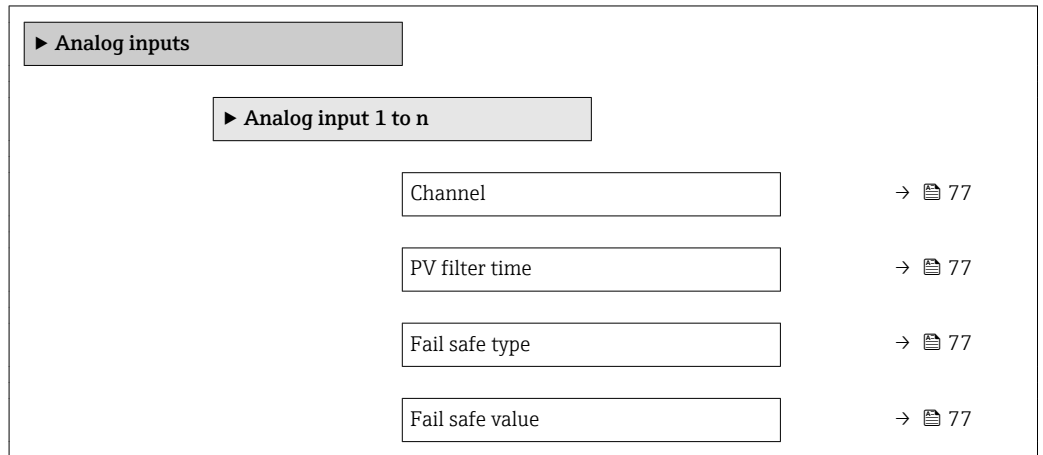 ▶ Analog inputs
▶ Analog input 1 to n
Channel → 77
PV filter time → 77
Fail safe type → 77
Fail safe value → 77